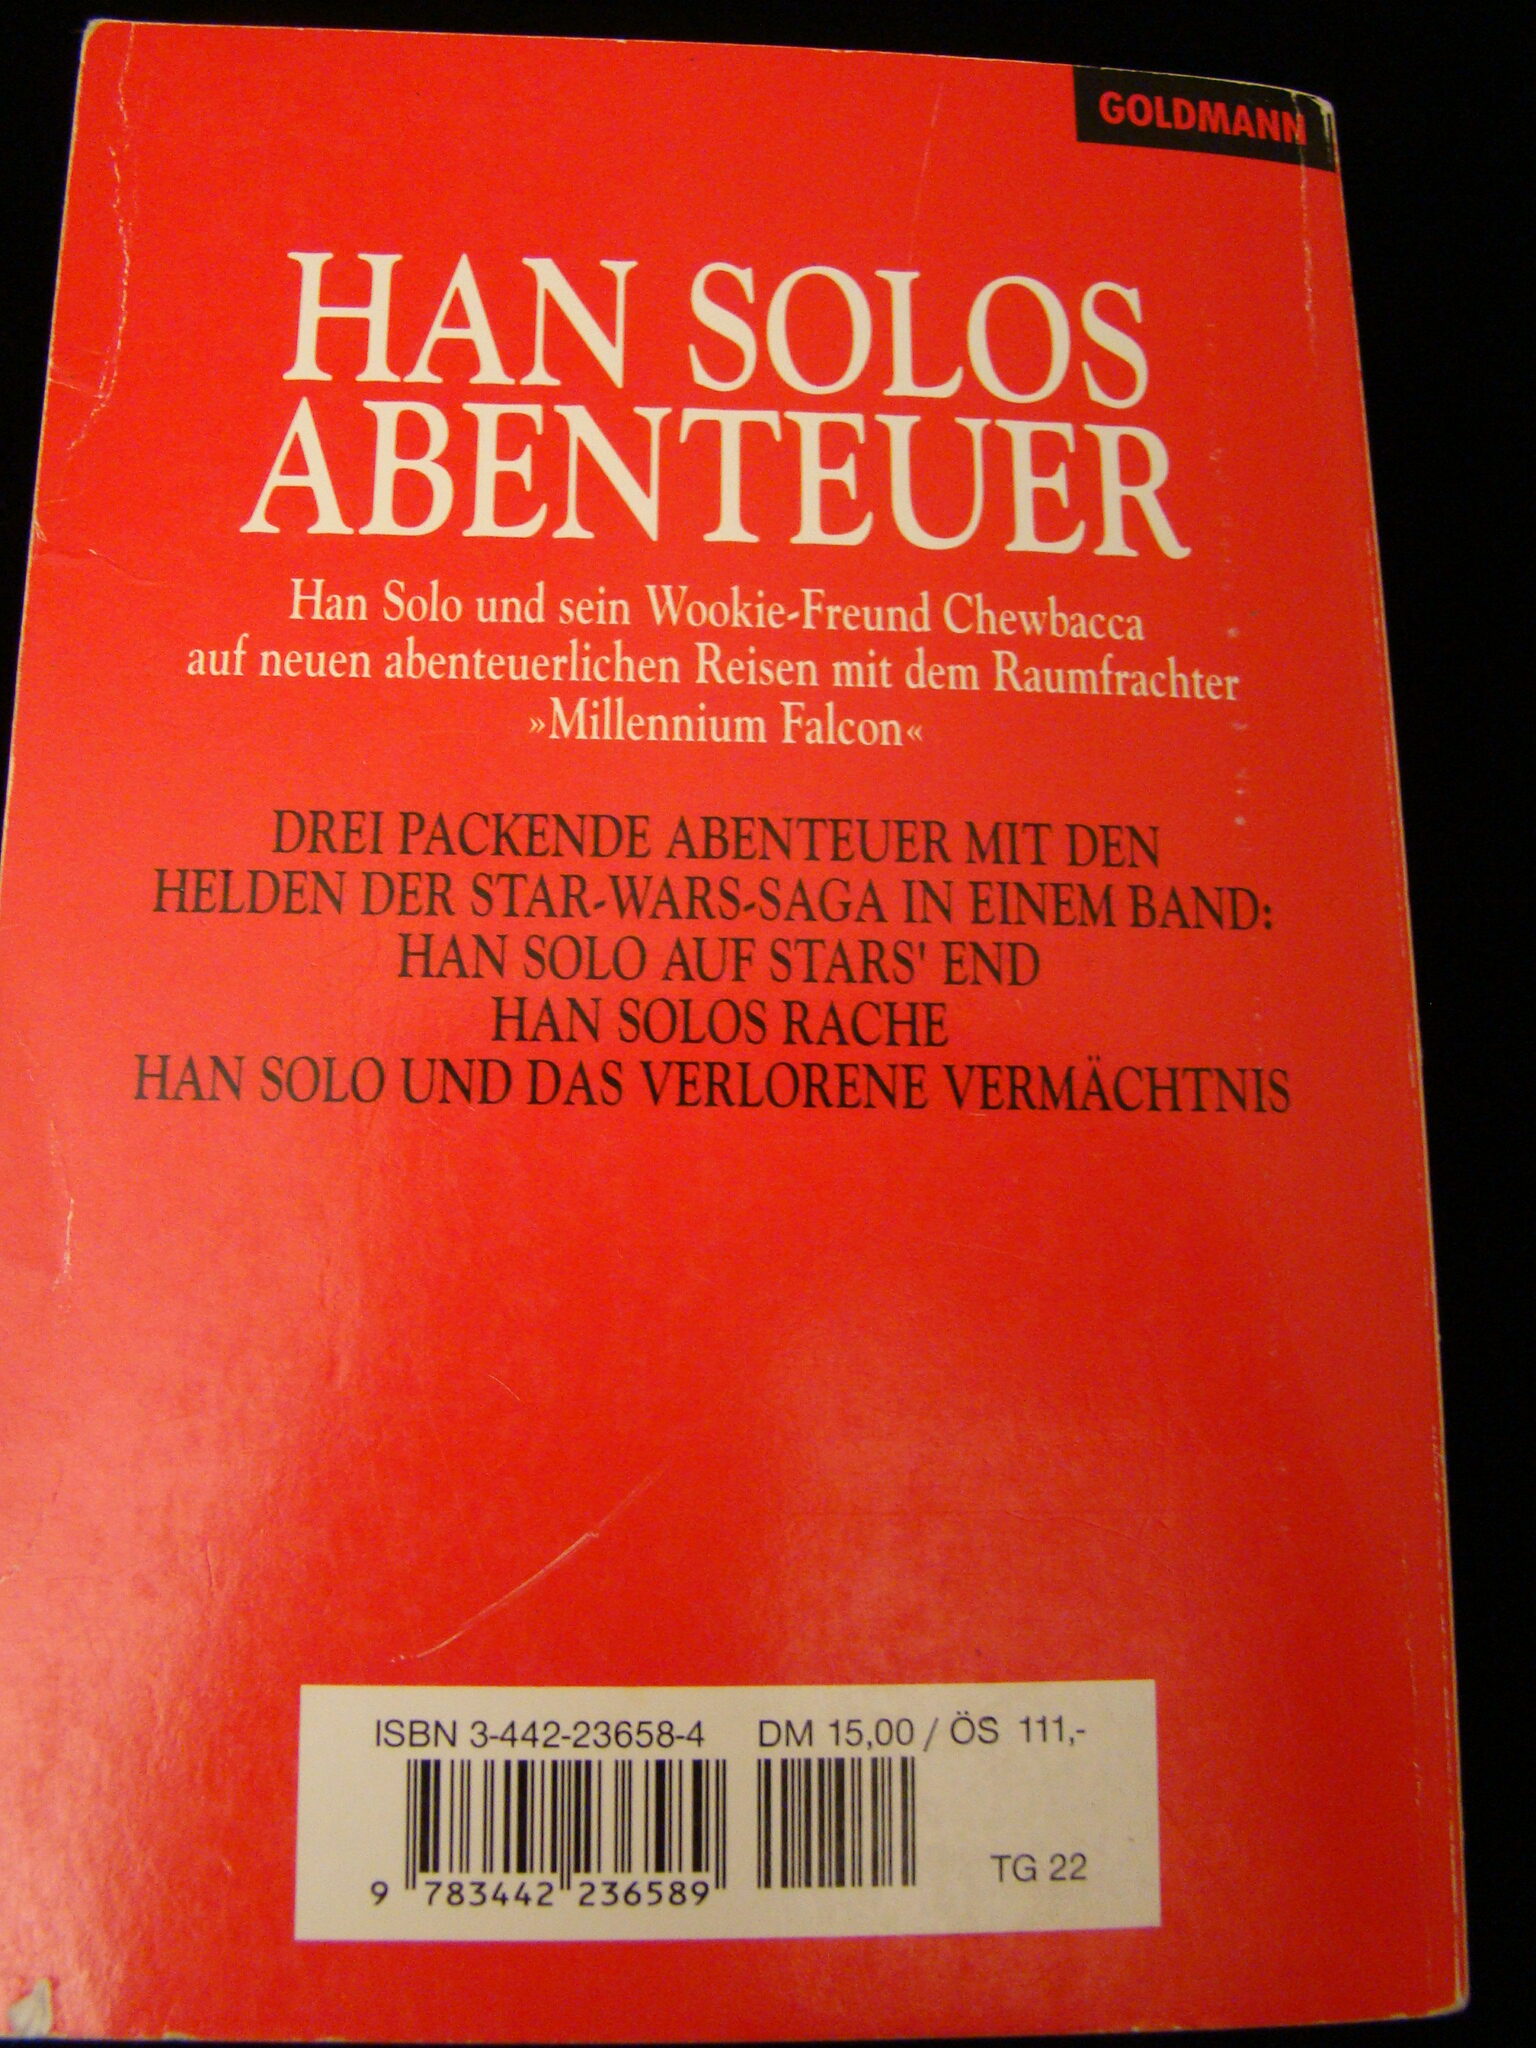 GOLDMANN
HAN SOLOS
ABENTEUER
Han Solo und sein Wookie-Freund Chewbacca
auf neuen abenteuerlichen Reisen mit dem Raumfrachter
»Millennium Falcon«
DREI PACKENDE ABENTEUER MIT DEN
HELDEN DER STAR-WARS-SAGA IN EINEM BAND:
HAN SOLO AUF STARS' END
HAN SOLOS RACHE
HAN SOLO UND DAS VERLORENE VERMÄCHTNIS
ISBN 3-442-23658-4 DM 15,00 / ÖS 111,-
TG 22
9 783442 236589